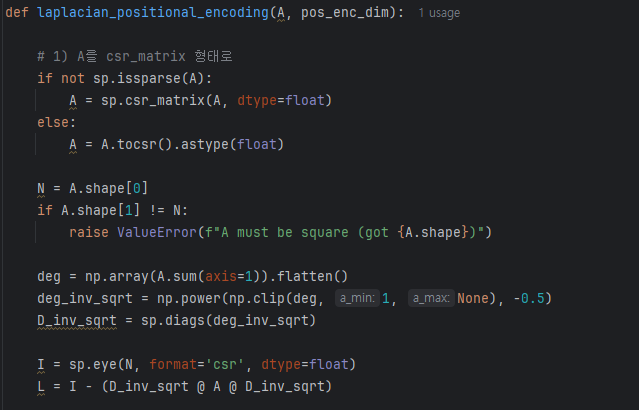 def laplacian_positional_encoding(A, pos_enc_dim): 1 usage
# 1) A를 csr_matrix 형태로
if not sp.issparse(A):
A = sp.csr_matrix(A, dtype=float)
else:
A = A.tocsr().astype(float)
N = A.shape[0]
if A.shape[1] != N:
raise ValueError(f"A must be square (got {A.shape})")
deg = np.array(A.sum(axis=1)).flatten()
deg_inv_sqrt = np.power(np.clip(deg, a_min: 1, a_max: None), -0.5)
D_inv_sqrt = sp.diags(deg_inv_sqrt)
I = sp.eye(N, format='csr', dtype=float)
L = I - (D_inv_sqrt @ A @ D_inv_sqrt)